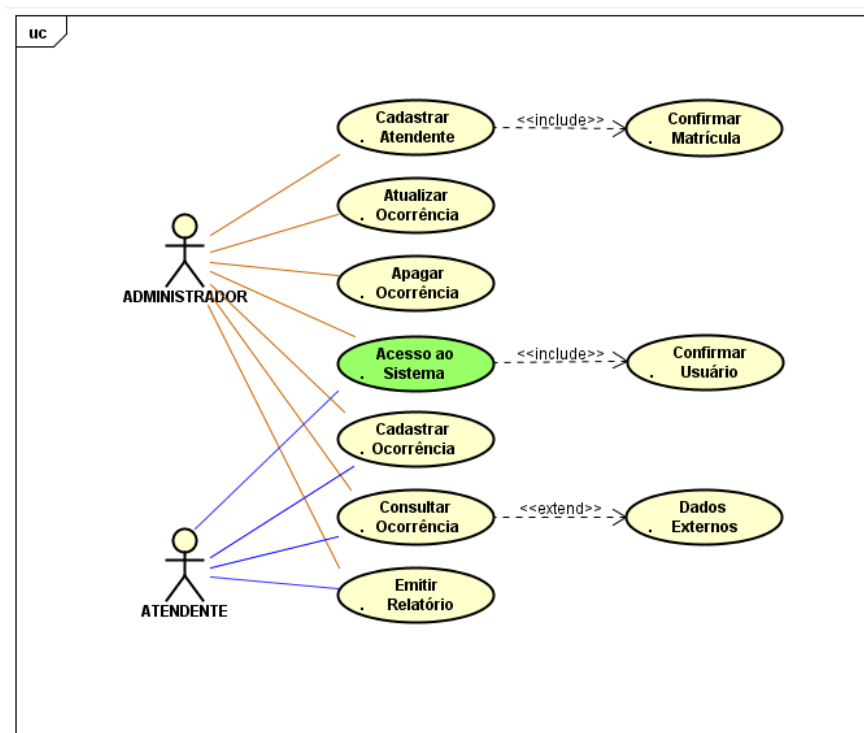 uc
Cadastrar
. Atendente
<<include>>
Confirmar
. Matrícula
Atualizar
. Ocorrência
ADMINISTRADOR
Apagar
. Ocorrência
Acesso ao
. Sistema
<<include>>
Confirmar
. Usuário
Cadastrar
. Ocorrência
Consultar
. Ocorrência
<<extend>>
Dados
. Externos
ATENDENTE
Emitir
. Relatório